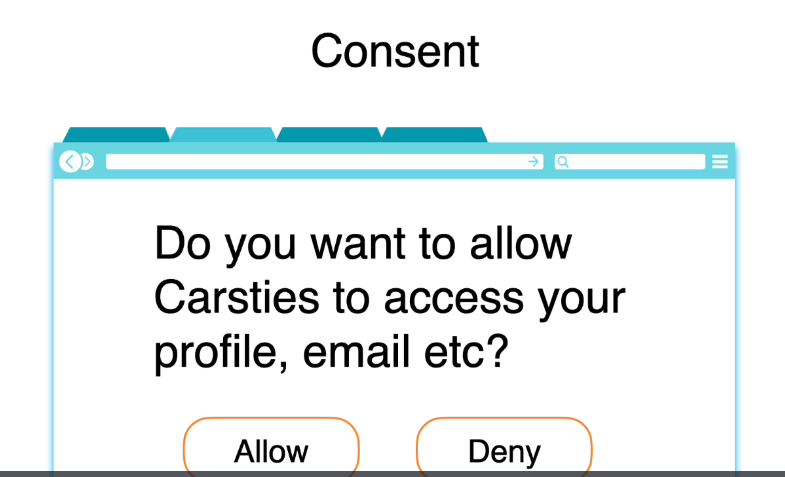 Consent
Do you want to allow
Carsties to access your
profile, email etc?
Allow
Deny